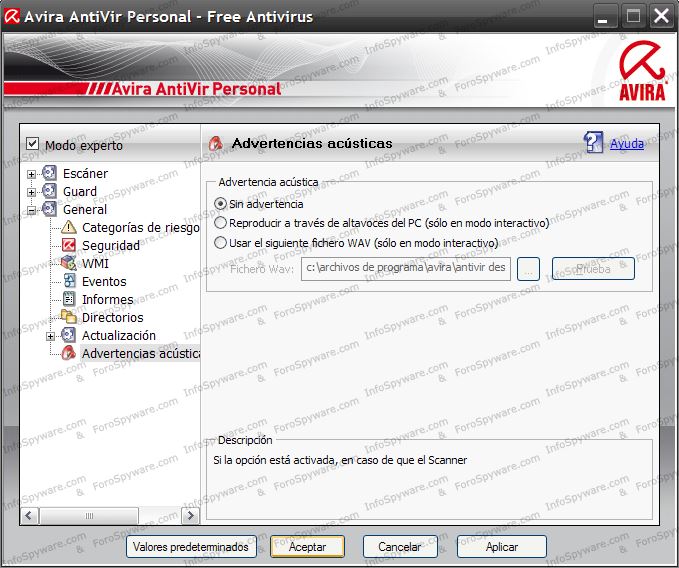 Avira AntiVir Personal - Free Antivirus
Avira AntiVir Personal
AVIRA
Modo experto
Escáner
Guard
General
Categorías de riesgo
Seguridad
WMI
Eventos
Informes
Directorios
Actualización
Advertencias acústica
Advertencias acústicas
Ayuda
Advertencia acústica
Sin advertencia
Reproducir a través de altavoces del PC (sólo en modo interactivo)
Usar el siguiente fichero WAV (sólo en modo interactivo)
Fichero Wav: c:\archivos de programa\avira\antivir des ... Prueba
Descripción
Si la opción está activada, en caso de que el Scanner
Valores predeterminados Aceptar Cancelar Aplicar
InfoSpyware.com & ForoSpyware.com